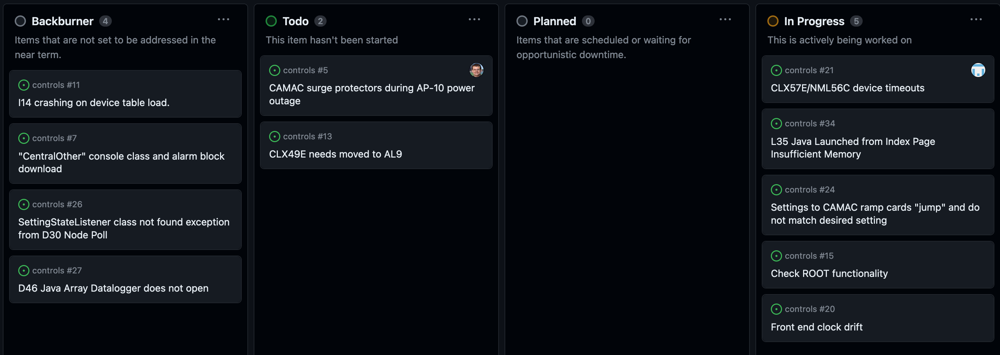 Backburner 4
Items that are not set to be addressed in the
near term.
controls #11
I14 crashing on device table load.
controls #7
"CentralOther" console class and alarm block
download
controls #26
SettingStateListener class not found exception
from D30 Node Poll
controls #27
D46 Java Array Datalogger does not open
Todo 2
This item hasn't been started
controls #5
CAMAC surge protectors during AP-10 power
outage
controls #13
CLX49E needs moved to AL9
Planned 0
Items that are scheduled or waiting for
opportunistic downtime.
In Progress 5
This is actively being worked on
controls #21
CLX57E/NML56C device timeouts
controls #34
L35 Java Launched from Index Page
Insufficient Memory
controls #24
Settings to CAMAC ramp cards "jump" and do
not match desired setting
controls #15
Check ROOT functionality
controls #20
Front end clock drift